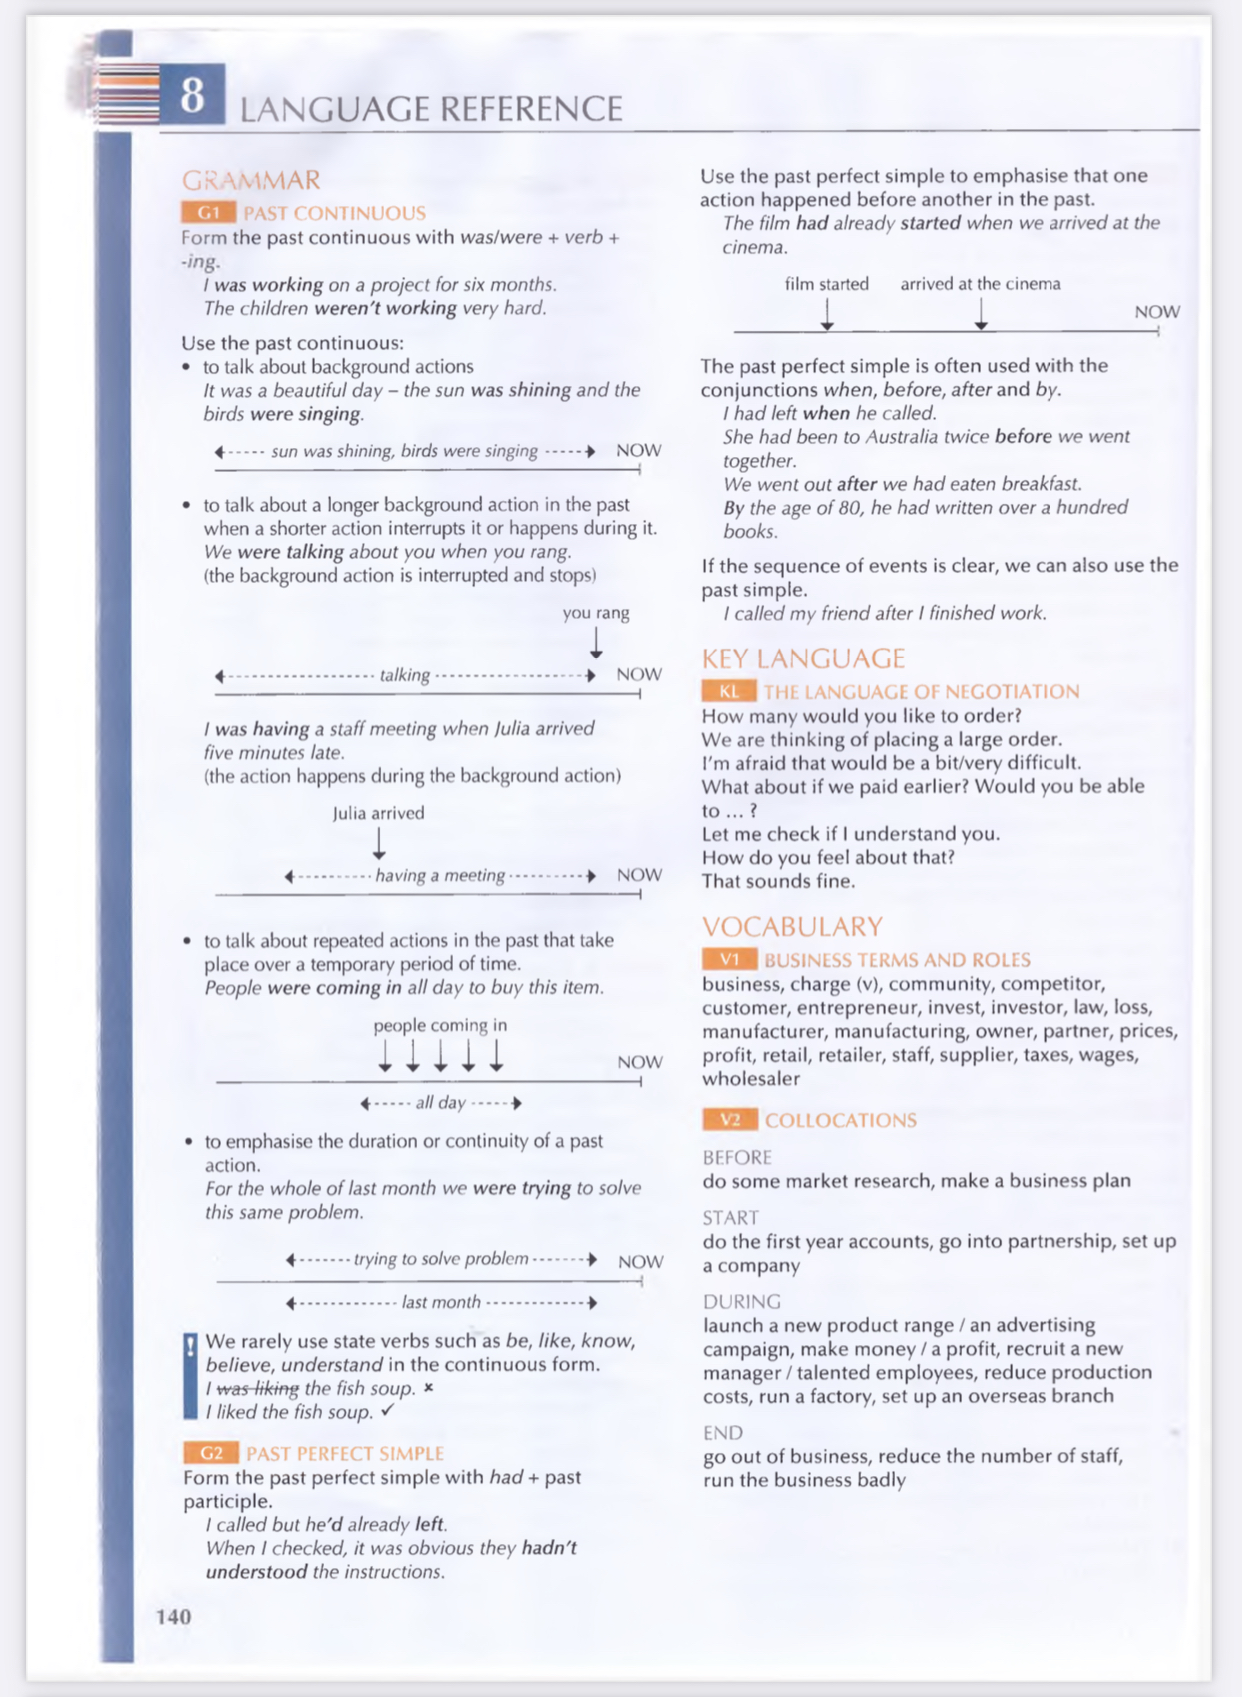 8 LANGUAGE REFERENCE
GRAMMAR
G1 PAST CONTINUOUS
Form the past continuous with was/were + verb +
-ing.
I was working on a project for six months.
The children weren't working very hard.
Use the past continuous:
• to talk about background actions
It was a beautiful day – the sun was shining and the
birds were singing.
sun was shining, birds were singing NOW
• to talk about a longer background action in the past
when a shorter action interrupts it or happens during it.
We were talking about you when you rang.
(the background action is interrupted and stops)
you rang
talking NOW
I was having a staff meeting when Julia arrived
five minutes late.
(the action happens during the background action)
Julia arrived
having a meeting NOW
• to talk about repeated actions in the past that take
place over a temporary period of time.
People were coming in all day to buy this item.
people coming in
NOW
all day
• to emphasise the duration or continuity of a past
action.
For the whole of last month we were trying to solve
this same problem.
trying to solve problem NOW
last month
! We rarely use state verbs such as be, like, know,
believe, understand in the continuous form.
I was liking the fish soup. ×
I liked the fish soup. ✓
G2 PAST PERFECT SIMPLE
Form the past perfect simple with had + past
participle.
I called but he'd already left.
When I checked, it was obvious they hadn't
understood the instructions.
Use the past perfect simple to emphasise that one
action happened before another in the past.
The film had already started when we arrived at the
cinema.
film started arrived at the cinema
NOW
The past perfect simple is often used with the
conjunctions when, before, after and by.
I had left when he called.
She had been to Australia twice before we went
together.
We went out after we had eaten breakfast.
By the age of 80, he had written over a hundred
books.
If the sequence of events is clear, we can also use the
past simple.
I called my friend after I finished work.
KEY LANGUAGE
KL THE LANGUAGE OF NEGOTIATION
How many would you like to order?
We are thinking of placing a large order.
I'm afraid that would be a bit/very difficult.
What about if we paid earlier? Would you be able
to ... ?
Let me check if I understand you.
How do you feel about that?
That sounds fine.
VOCABULARY
V1 BUSINESS TERMS AND ROLES
business, charge (v), community, competitor,
customer, entrepreneur, invest, investor, law, loss,
manufacturer, manufacturing, owner, partner, prices,
profit, retail, retailer, staff, supplier, taxes, wages,
wholesaler
V2 COLLOCATIONS
BEFORE
do some market research, make a business plan
START
do the first year accounts, go into partnership, set up
a company
DURING
launch a new product range / an advertising
campaign, make money / a profit, recruit a new
manager / talented employees, reduce production
costs, run a factory, set up an overseas branch
END
go out of business, reduce the number of staff,
run the business badly
140